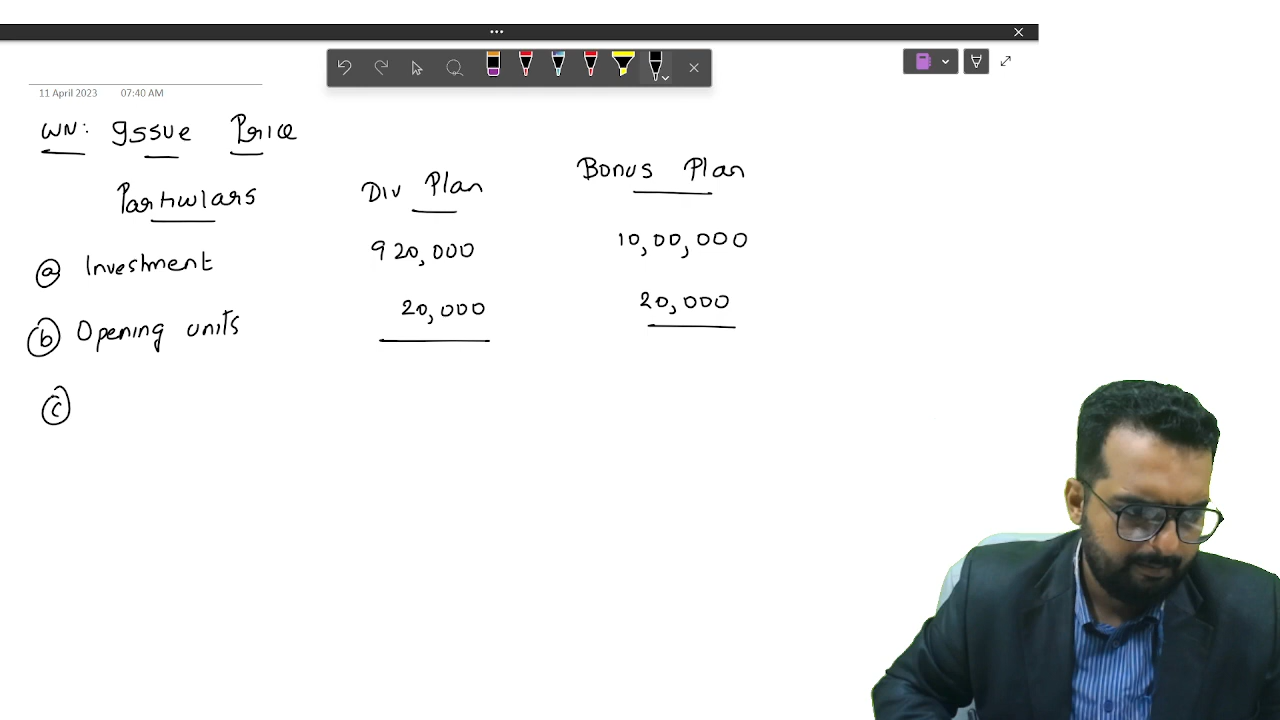 11 April 2023 07:40 AM
WN: Issue Price
Particulars Div Plan Bonus Plan
(a) Investment 920,000 10,00,000
(b) Opening units 20,000 20,000
(c)